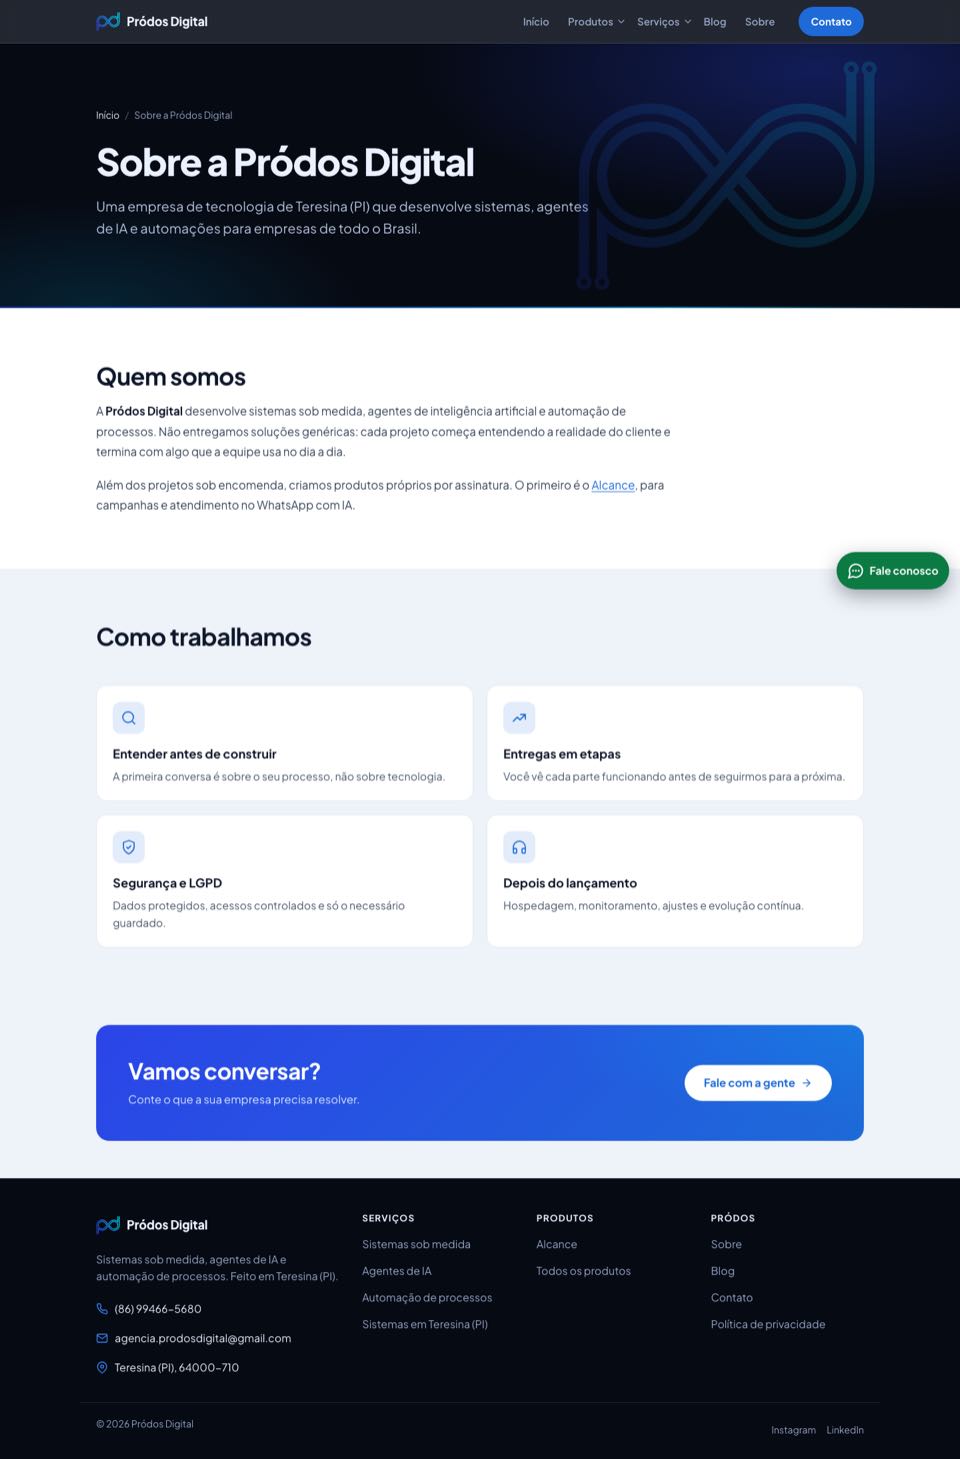 Pródos Digital
Início Produtos Serviços Blog Sobre Contato
Início / Sobre a Pródos Digital
Sobre a Pródos Digital
Uma empresa de tecnologia de Teresina (PI) que desenvolve sistemas, agentes
de IA e automações para empresas de todo o Brasil.
Quem somos
A Pródos Digital desenvolve sistemas sob medida, agentes de inteligência artificial e automação de
processos. Não entregamos soluções genéricas: cada projeto começa entendendo a realidade do cliente e
termina com algo que a equipe usa no dia a dia.
Além dos projetos sob encomenda, criamos produtos próprios por assinatura. O primeiro é o Alcance, para
campanhas e atendimento no WhatsApp com IA.
Fale conosco
Como trabalhamos
Entender antes de construir
A primeira conversa é sobre o seu processo, não sobre tecnologia.
Entregas em etapas
Você vê cada parte funcionando antes de seguirmos para a próxima.
Segurança e LGPD
Dados protegidos, acessos controlados e só o necessário
guardado.
Depois do lançamento
Hospedagem, monitoramento, ajustes e evolução contínua.
Vamos conversar?
Conte o que a sua empresa precisa resolver.
Fale com a gente
Pródos Digital
Sistemas sob medida, agentes de IA e
automação de processos. Feito em Teresina (PI).
(86) 99466-5680
agencia.prodosdigital@gmail.com
Teresina (PI), 64000-710
SERVIÇOS
Sistemas sob medida
Agentes de IA
Automação de processos
Sistemas em Teresina (PI)
PRODUTOS
Alcance
Todos os produtos
PRÓDOS
Sobre
Blog
Contato
Política de privacidade
© 2026 Pródos Digital
Instagram LinkedIn